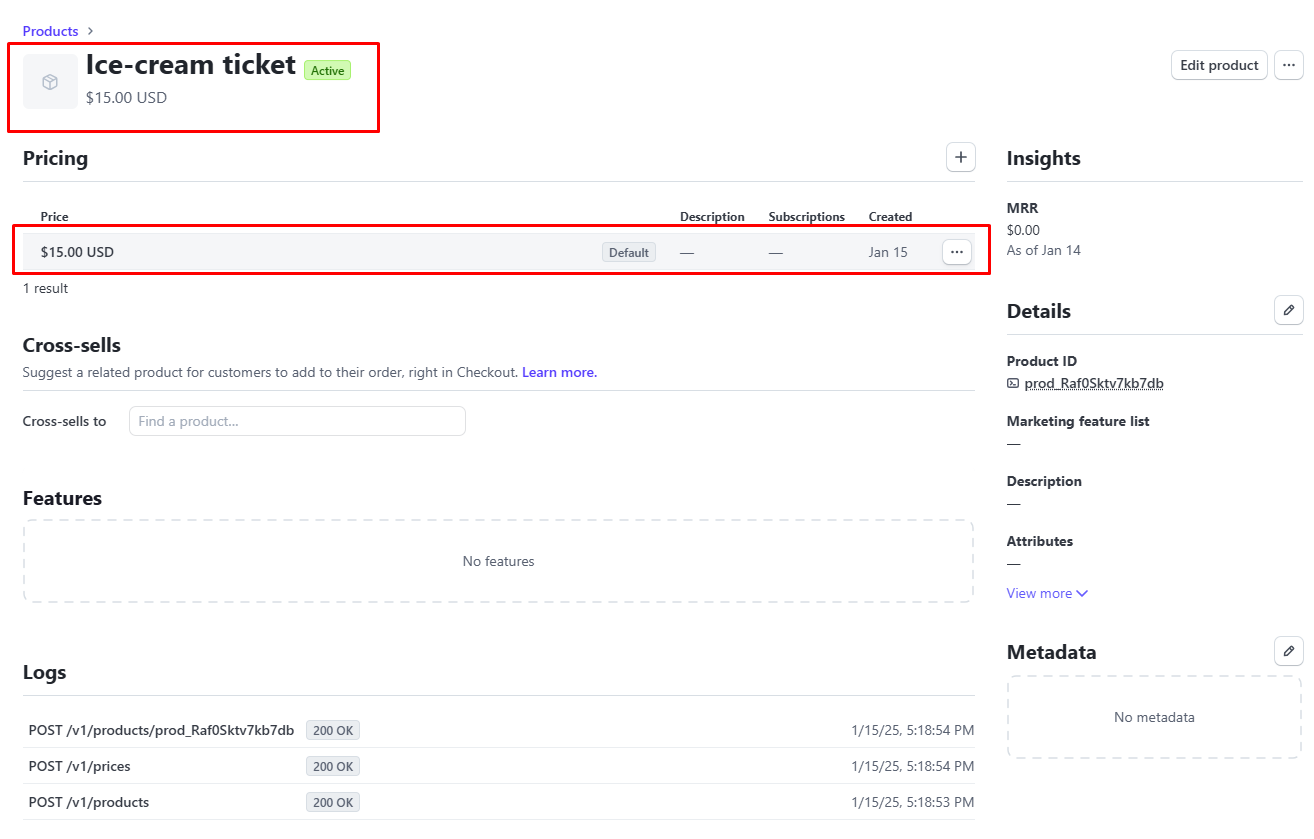 Products
Ice-cream ticket Active
$15.00 USD
Edit product
Pricing
Price Description Subscriptions Created
$15.00 USD Default — — Jan 15
1 result
Cross-sells
Suggest a related product for customers to add to their order, right in Checkout. Learn more.
Cross-sells to Find a product...
Features
No features
Logs
POST /v1/products/prod_Raf0Sktv7kb7db 200 OK 1/15/25, 5:18:54 PM
POST /v1/prices 200 OK 1/15/25, 5:18:54 PM
POST /v1/products 200 OK 1/15/25, 5:18:53 PM
Insights
MRR
$0.00
As of Jan 14
Details
Product ID
prod_Raf0Sktv7kb7db
Marketing feature list
—
Description
—
Attributes
—
View more
Metadata
No metadata